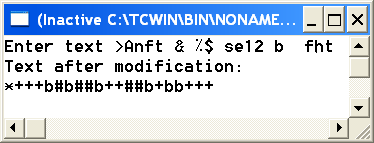 (Inactive C:\TCWIN\BIN\NONAME...
Enter text >Anft & %$ se12 b  fht
Text after modification:
*+++b#b##b++##b+bb+++